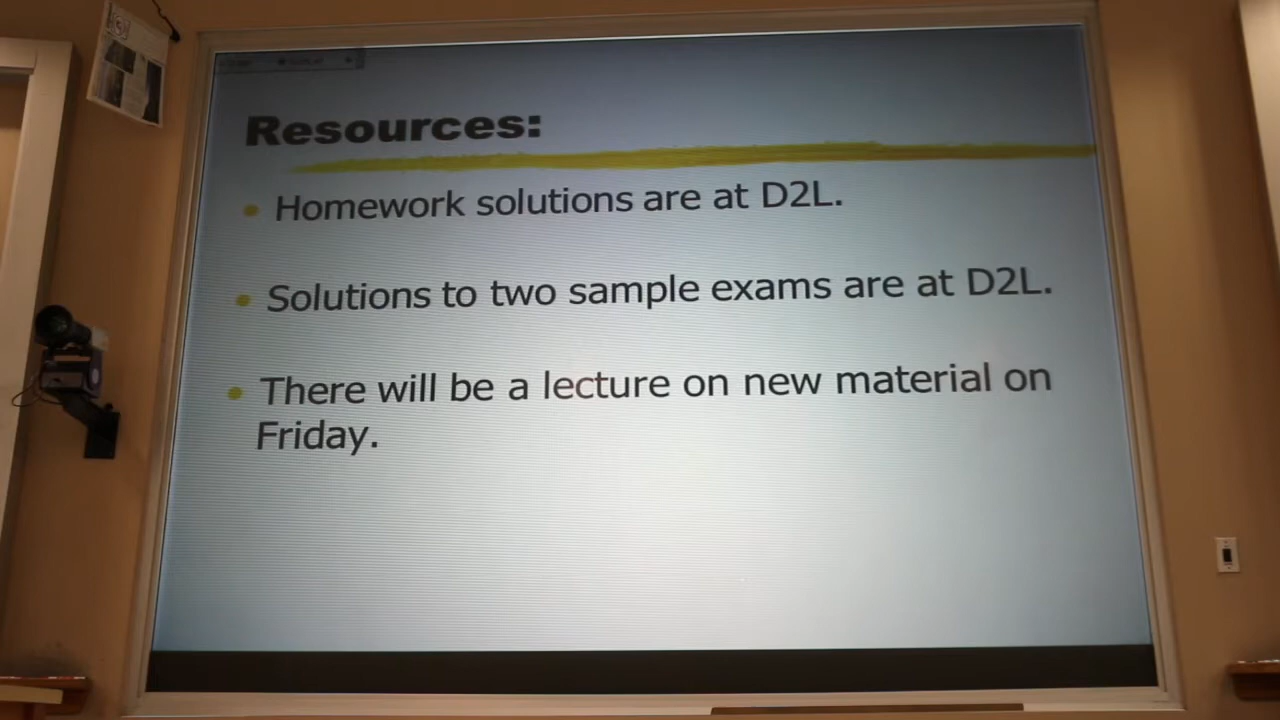 Resources:
Homework solutions are at D2L.
Solutions to two sample exams are at D2L.
There will be a lecture on new material on
Friday.